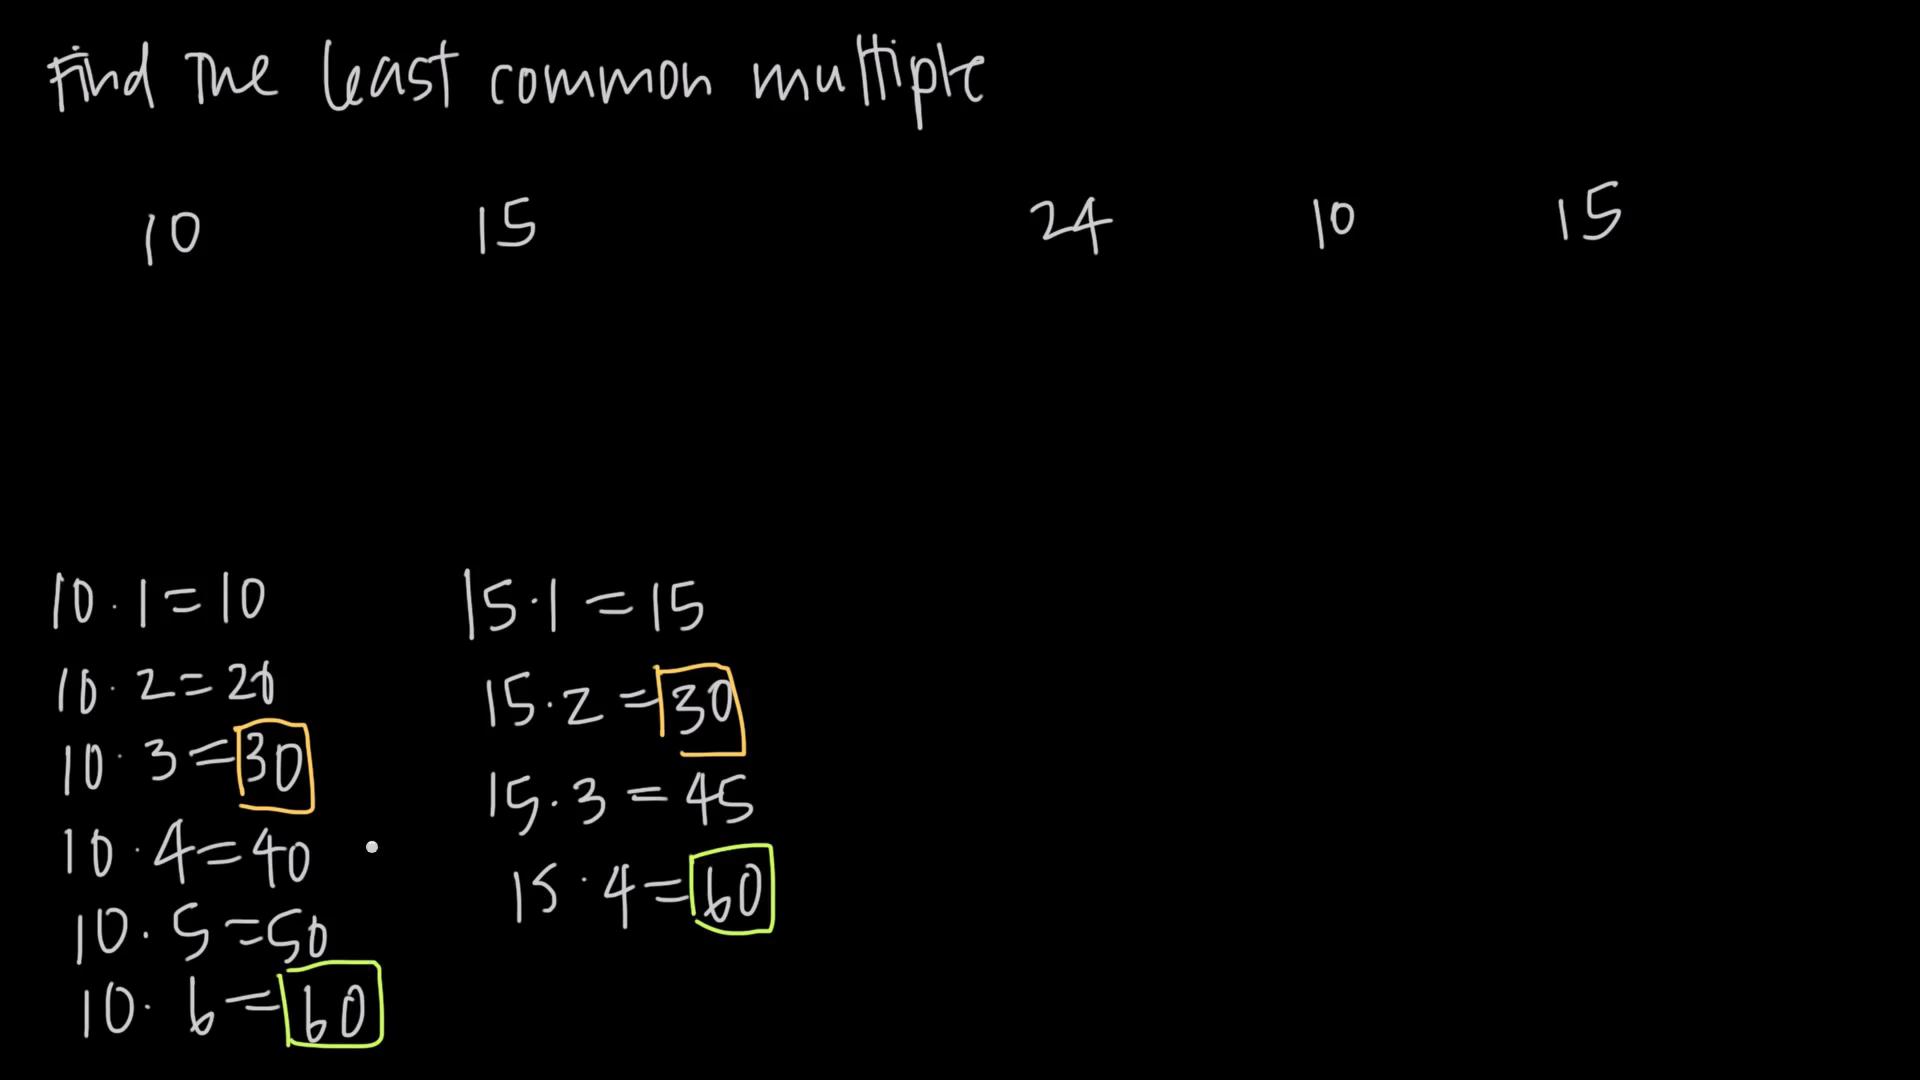 Find the least common multiple
10 15 24 10 15
10 · 1 = 10
10 · 2 = 20
10 · 3 = 30
10 · 4 = 40
10 · 5 = 50
10 · 6 = 60
15 · 1 = 15
15 · 2 = 30
15 · 3 = 45
15 · 4 = 60